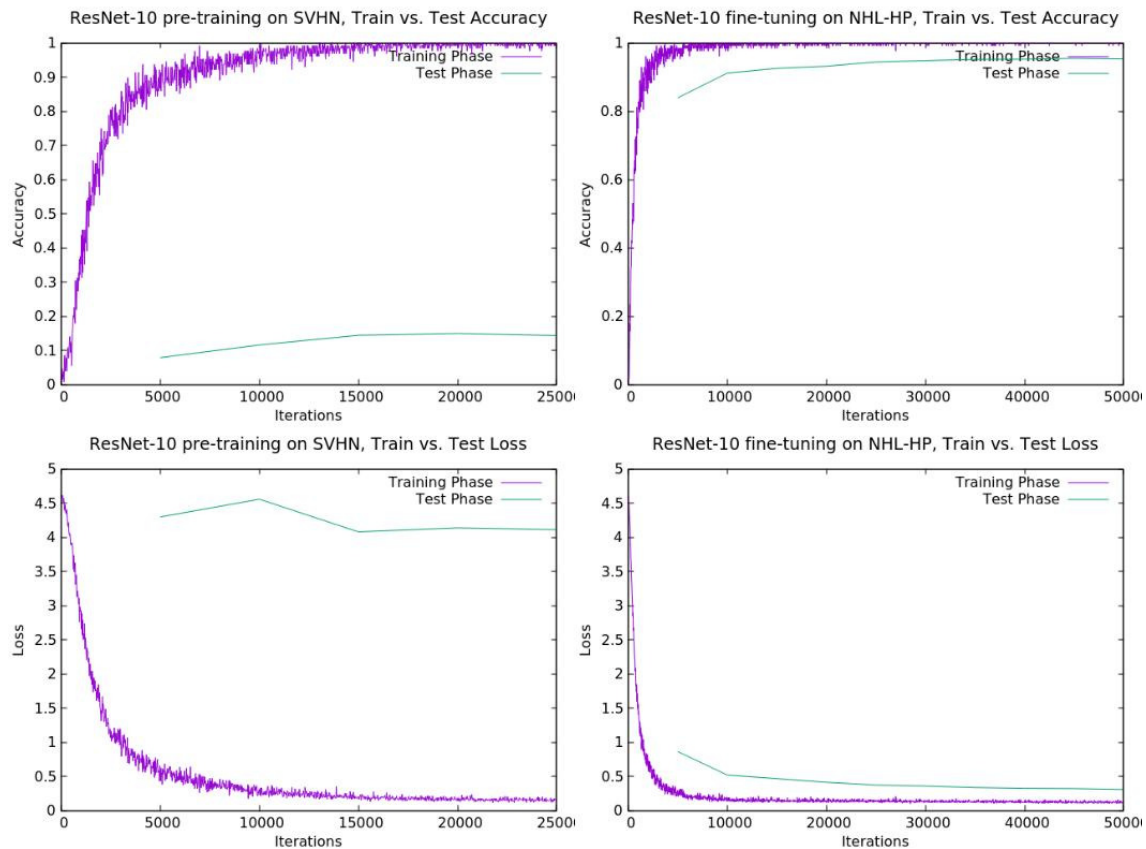 ResNet-10 pre-training on SVHN, Train vs. Test Accuracy
1
0.9
0.8
0.7
0.6
0.5
0.4
0.3
0.2
0.1
0
Accuracy
Training Phase
Test Phase
0 5000 10000 15000 20000 25000
Iterations
ResNet-10 fine-tuning on NHL-HP, Train vs. Test Accuracy
1
0.8
0.6
0.4
0.2
0
Accuracy
Training Phase
Test Phase
0 10000 20000 30000 40000 50000
Iterations
ResNet-10 pre-training on SVHN, Train vs. Test Loss
5
4.5
4
3.5
3
2.5
2
1.5
1
0.5
0
Loss
Training Phase
Test Phase
0 5000 10000 15000 20000 25000
Iterations
ResNet-10 fine-tuning on NHL-HP, Train vs. Test Loss
5
4.5
4
3.5
3
2.5
2
1.5
1
0.5
0
Loss
Training Phase
Test Phase
0 10000 20000 30000 40000 50000
Iterations